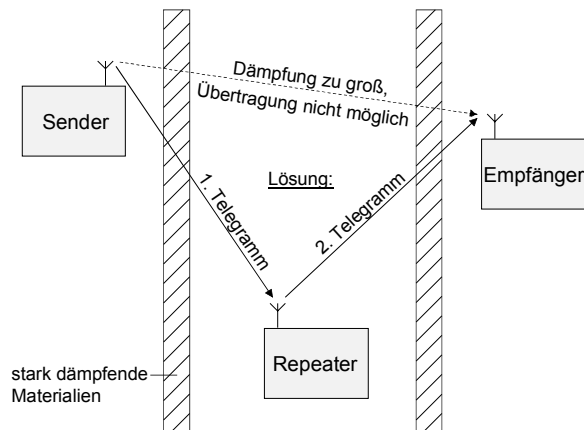 Dämpfung zu groß,
Übertragung nicht möglich
Sender
Empfänger
Lösung:
1. Telegramm
2. Telegramm
Repeater
stark dämpfende
Materialien